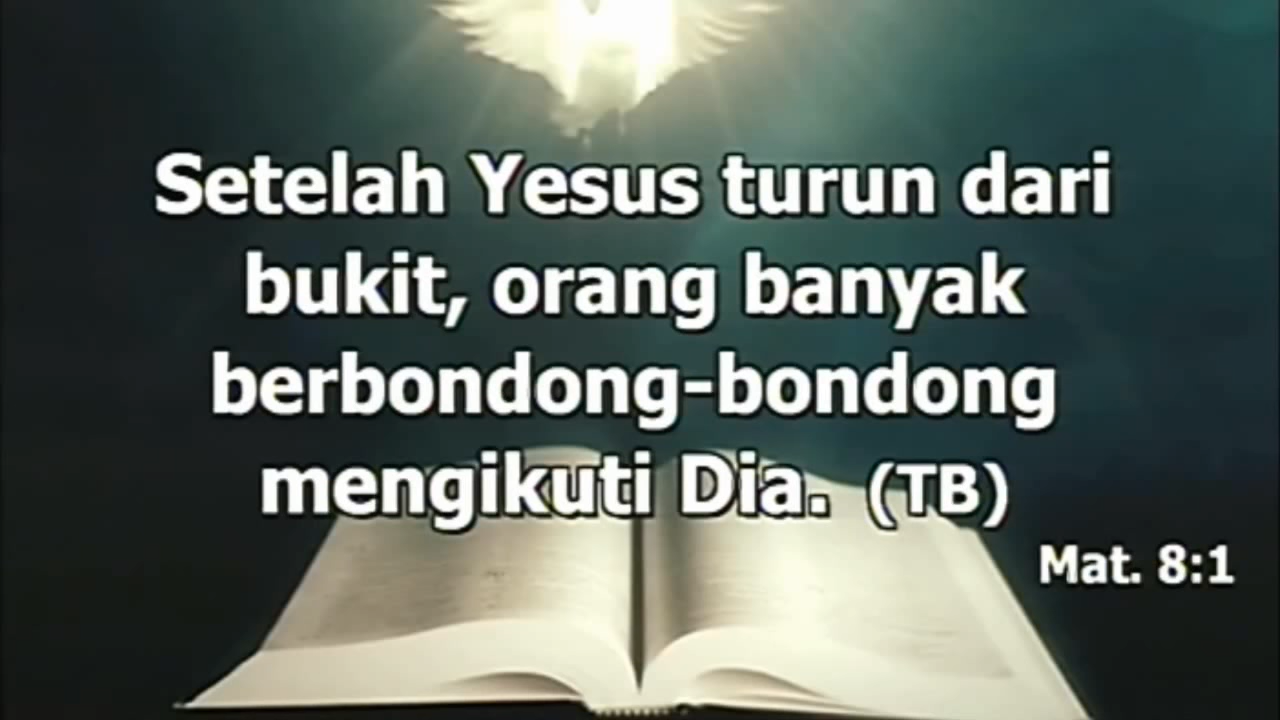 Setelah Yesus turun dari
bukit, orang banyak
berbondong-bondong
mengikuti Dia. (TB)
Mat. 8:1